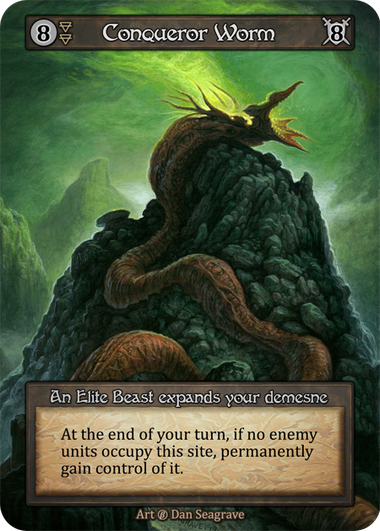 8 Conqueror Worm 8
An Elite Beast expands your demesne
At the end of your turn, if no enemy
units occupy this site, permanently
gain control of it.
Art @ Dan Seagrave